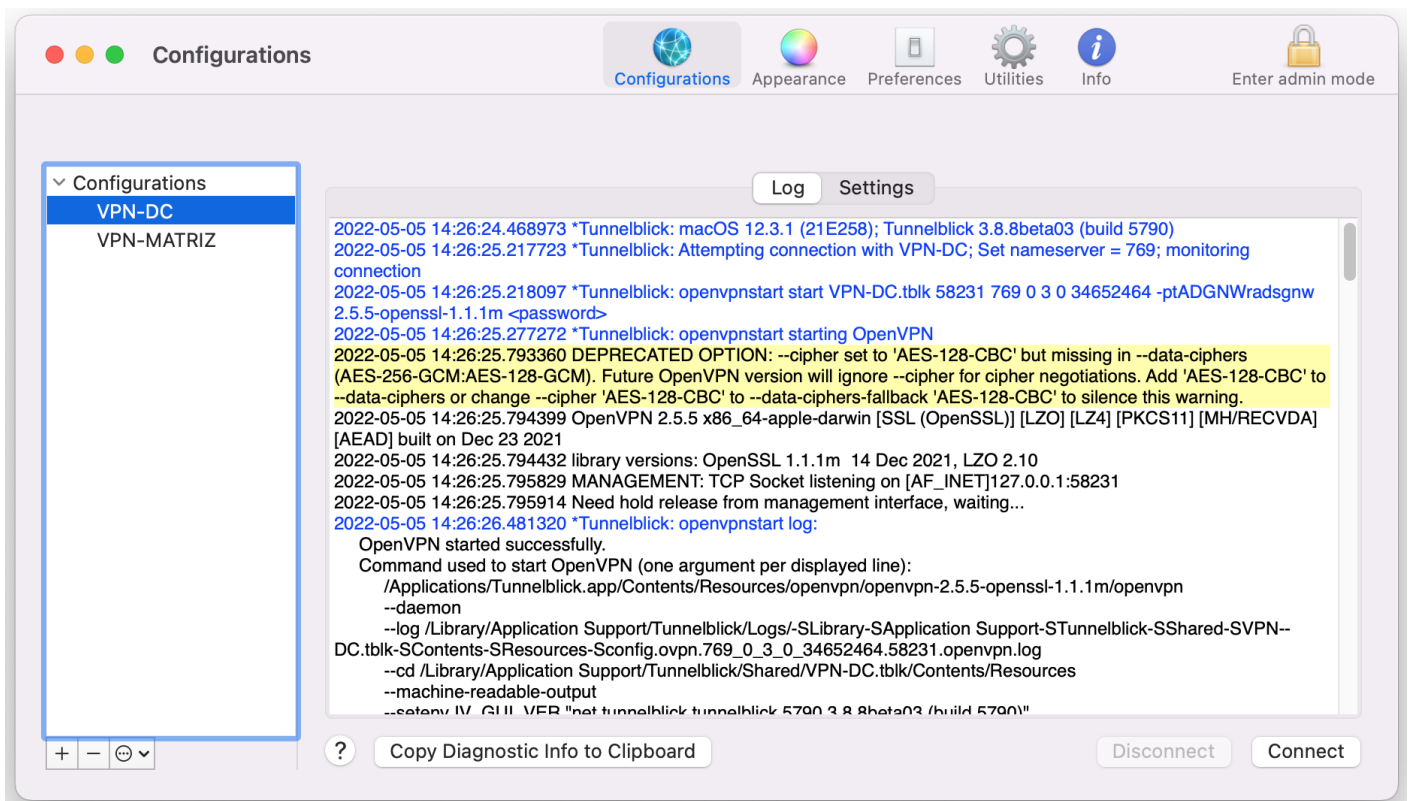 Configurations
Configurations
Appearance
Preferences
Utilities
Info
Enter admin mode
Configurations
VPN-DC
VPN-MATRIZ
Log
Settings
2022-05-05 14:26:24.468973 *Tunnelblick: macOS 12.3.1 (21E258); Tunnelblick 3.8.8beta03 (build 5790)
2022-05-05 14:26:25.217723 *Tunnelblick: Attempting connection with VPN-DC; Set nameserver = 769; monitoring
connection
2022-05-05 14:26:25.218097 *Tunnelblick: openvpnstart start VPN-DC.tblk 58231 769 0 3 0 34652464 -ptADGNWradsgnw
2.5.5-openssl-1.1.1m <password>
2022-05-05 14:26:25.277272 *Tunnelblick: openvpnstart starting OpenVPN
2022-05-05 14:26:25.793360 DEPRECATED OPTION: --cipher set to 'AES-128-CBC' but missing in --data-ciphers
(AES-256-GCM:AES-128-GCM). Future OpenVPN version will ignore --cipher for cipher negotiations. Add 'AES-128-CBC' to
--data-ciphers or change --cipher 'AES-128-CBC' to --data-ciphers-fallback 'AES-128-CBC' to silence this warning.
2022-05-05 14:26:25.794399 OpenVPN 2.5.5 x86_64-apple-darwin [SSL (OpenSSL)] [LZO] [LZ4] [PKCS11] [MH/RECVDA]
[AEAD] built on Dec 23 2021
2022-05-05 14:26:25.794432 library versions: OpenSSL 1.1.1m  14 Dec 2021, LZO 2.10
2022-05-05 14:26:25.795829 MANAGEMENT: TCP Socket listening on [AF_INET]127.0.0.1:58231
2022-05-05 14:26:25.795914 Need hold release from management interface, waiting...
2022-05-05 14:26:26.481320 *Tunnelblick: openvpnstart log:
OpenVPN started successfully.
Command used to start OpenVPN (one argument per displayed line):
/Applications/Tunnelblick.app/Contents/Resources/openvpn/openvpn-2.5.5-openssl-1.1.1m/openvpn
--daemon
--log /Library/Application Support/Tunnelblick/Logs/-SLibrary-SApplication Support-STunnelblick-SShared-SVPN--
DC.tblk-SContents-SResources-Sconfig.ovpn.769_0_3_0_34652464.58231.openvpn.log
--cd /Library/Application Support/Tunnelblick/Shared/VPN-DC.tblk/Contents/Resources
--machine-readable-output
--setenv IV_GUI_VER "net.tunnelblick.tunnelblick 5790 3.8.8beta03 (build 5790)"
? Copy Diagnostic Info to Clipboard
Disconnect
Connect